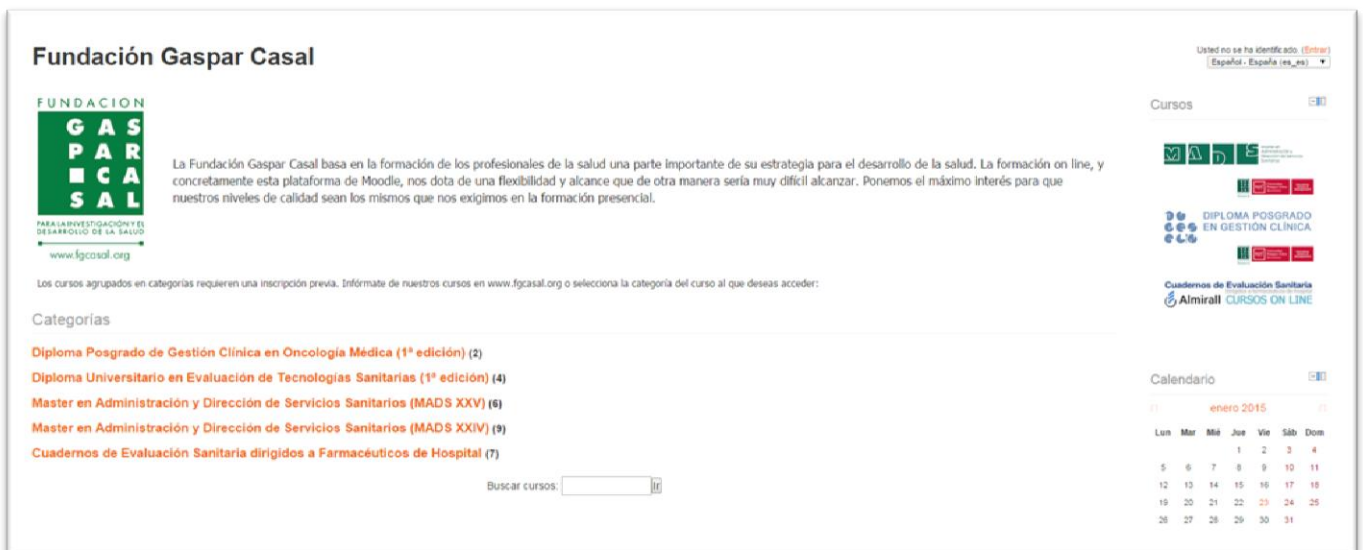 Fundación Gaspar Casal
Usted no se ha identificado. (Entrar)
Español - España (es_es)
FUNDACION
GAS
PAR
CA
SAL
PARA LA INVESTIGACIÓN Y EL
DESARROLLO DE LA SALUD
www.fgcasal.org
La Fundación Gaspar Casal basa en la formación de los profesionales de la salud una parte importante de su estrategia para el desarrollo de la salud. La formación on line, y
concretamente esta plataforma de Moodle, nos dota de una flexibilidad y alcance que de otra manera sería muy difícil alcanzar. Ponemos el máximo interés para que
nuestros niveles de calidad sean los mismos que nos exigimos en la formación presencial.
Los cursos agrupados en categorías requieren una inscripción previa. Infórmate de nuestros cursos en www.fgcasal.org o selecciona la categoría del curso al que deseas acceder:
Categorías
Diploma Posgrado de Gestión Clínica en Oncología Médica (1ª edición) (2)
Diploma Universitario en Evaluación de Tecnologías Sanitarias (1ª edición) (4)
Master en Administración y Dirección de Servicios Sanitarios (MADS XXV) (6)
Master en Administración y Dirección de Servicios Sanitarios (MADS XXIV) (9)
Cuadernos de Evaluación Sanitaria dirigidos a Farmacéuticos de Hospital (7)
Buscar cursos: Ir
Cursos
MADS
DIPLOMA POSGRADO
EN GESTIÓN CLÍNICA
Cuadernos de Evaluación Sanitaria
Almirall CURSOS ON LINE
Calendario
enero 2015
Lun Mar Mié Jue Vie Sáb Dom
1 2 3 4
5 6 7 8 9 10 11
12 13 14 15 16 17 18
19 20 21 22 23 24 25
26 27 28 29 30 31